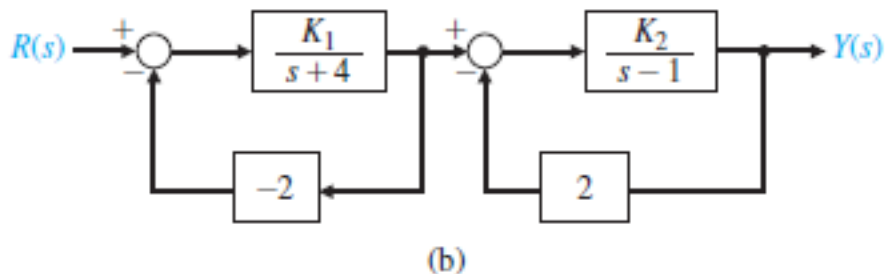 R(s)
+
−
K₁
s + 4
+
−
K₂
s − 1
Y(s)
−2
2
(b)